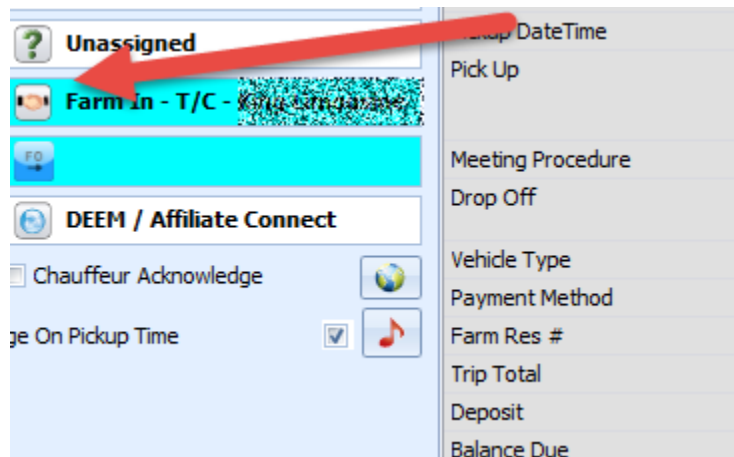 Unassigned
Farm In - T/C -
FO
DEEM / Affiliate Connect
Chauffeur Acknowledge
ge On Pickup Time
DateTime
Pick Up
Meeting Procedure
Drop Off
Vehicle Type
Payment Method
Farm Res #
Trip Total
Deposit
Balance Due